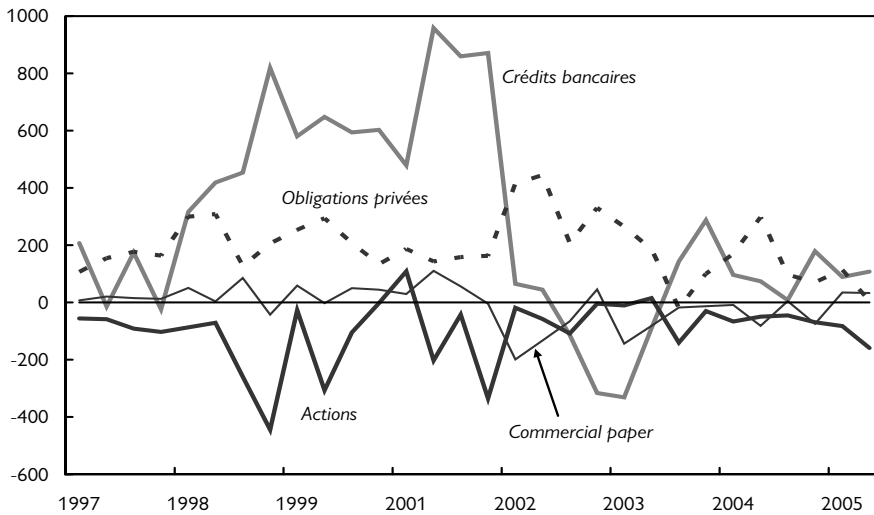 1000
800
Crédits bancaires
600
400
Obligations privées
200
0
-200
Actions
-400
Commercial paper
-600
1997 1998 1999 2001 2002 2003 2004 2005